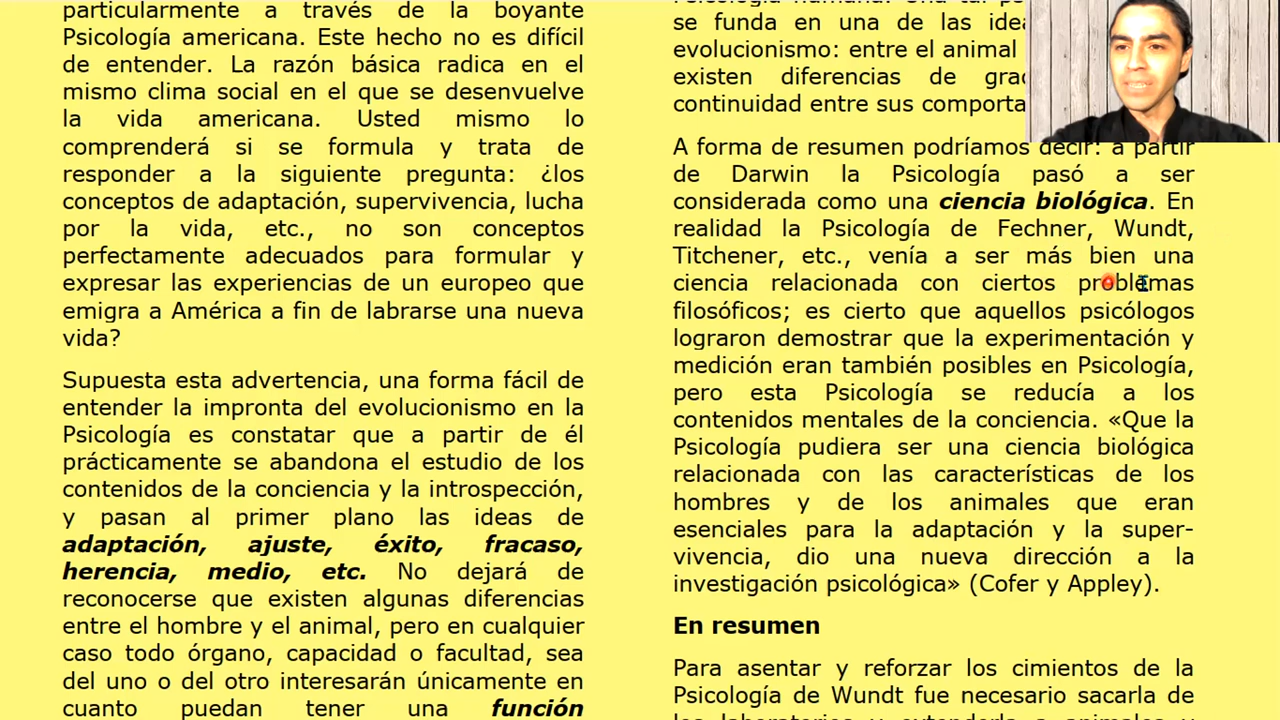 particularmente a través de la boyante
Psicología americana. Este hecho no es difícil
de entender. La razón básica radica en el
mismo clima social en el que se desenvuelve
la vida americana. Usted mismo lo
comprenderá si se formula y trata de
responder a la siguiente pregunta: ¿los
conceptos de adaptación, supervivencia, lucha
por la vida, etc., no son conceptos
perfectamente adecuados para formular y
expresar las experiencias de un europeo que
emigra a América a fin de labrarse una nueva
vida?
Supuesta esta advertencia, una forma fácil de
entender la impronta del evolucionismo en la
Psicología es constatar que a partir de él
prácticamente se abandona el estudio de los
contenidos de la conciencia y la introspección,
y pasan al primer plano las ideas de
adaptación, ajuste, éxito, fracaso,
herencia, medio, etc. No dejará de
reconocerse que existen algunas diferencias
entre el hombre y el animal, pero en cualquier
caso todo órgano, capacidad o facultad, sea
del uno o del otro interesarán únicamente en
cuanto puedan tener una función
se funda en una de las idea
evolucionismo: entre el animal
existen diferencias de grad
continuidad entre sus comporta
A forma de resumen podríamos decir: a partir
de Darwin la Psicología pasó a ser
considerada como una ciencia biológica. En
realidad la Psicología de Fechner, Wundt,
Titchener, etc., venía a ser más bien una
ciencia relacionada con ciertos problemas
filosóficos; es cierto que aquellos psicólogos
lograron demostrar que la experimentación y
medición eran también posibles en Psicología,
pero esta Psicología se reducía a los
contenidos mentales de la conciencia. «Que la
Psicología pudiera ser una ciencia biológica
relacionada con las características de los
hombres y de los animales que eran
esenciales para la adaptación y la super-
vivencia, dio una nueva dirección a la
investigación psicológica» (Cofer y Appley).
En resumen
Para asentar y reforzar los cimientos de la
Psicología de Wundt fue necesario sacarla de